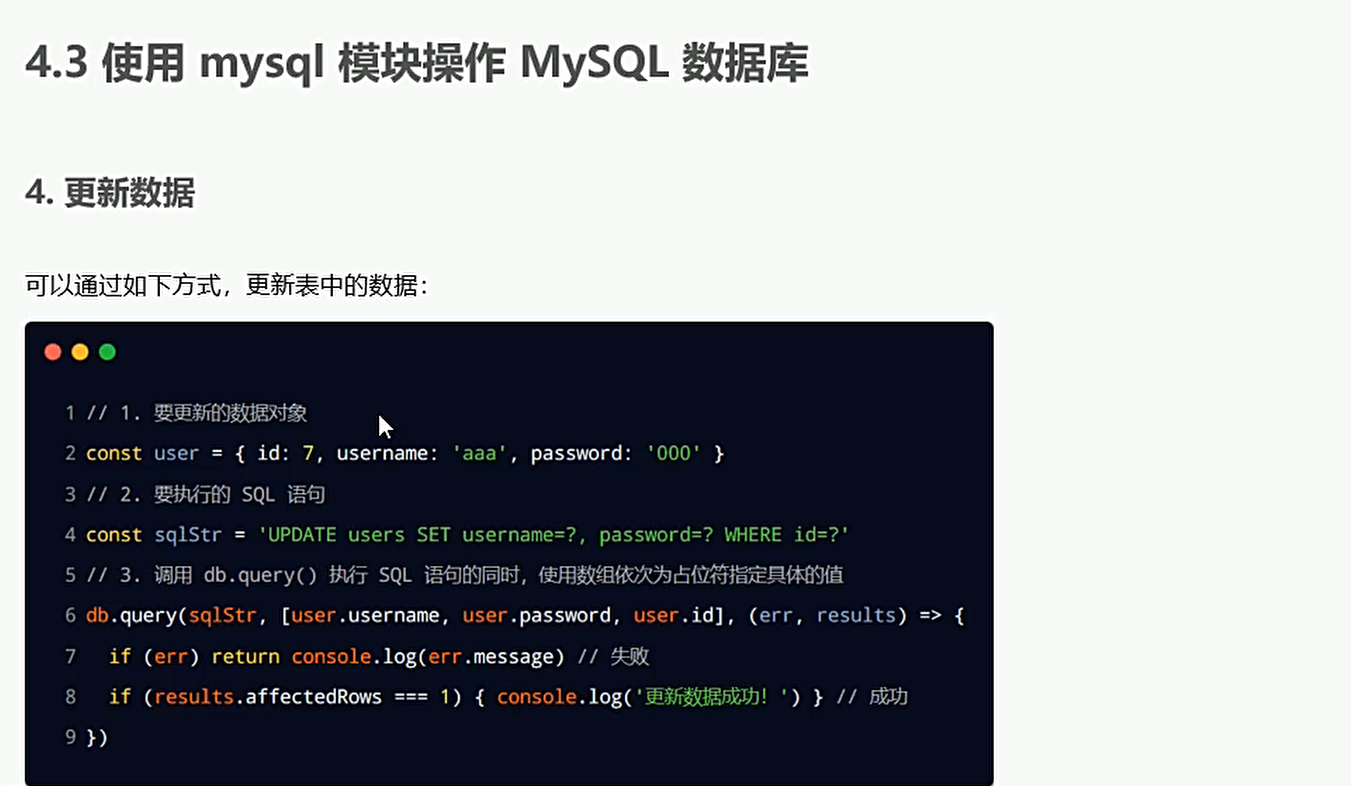 4.3 使用 mysql 模块操作 MySQL 数据库
4. 更新数据
可以通过如下方式，更新表中的数据：
1 // 1. 要更新的数据对象
2 const user = { id: 7, username: 'aaa', password: '000' }
3 // 2. 要执行的 SQL 语句
4 const sqlStr = 'UPDATE users SET username=?, password=? WHERE id=?'
5 // 3. 调用 db.query() 执行 SQL 语句的同时，使用数组依次为占位符指定具体的值
6 db.query(sqlStr, [user.username, user.password, user.id], (err, results) => {
7   if (err) return console.log(err.message) // 失败
8   if (results.affectedRows === 1) { console.log('更新数据成功！') } // 成功
9 })